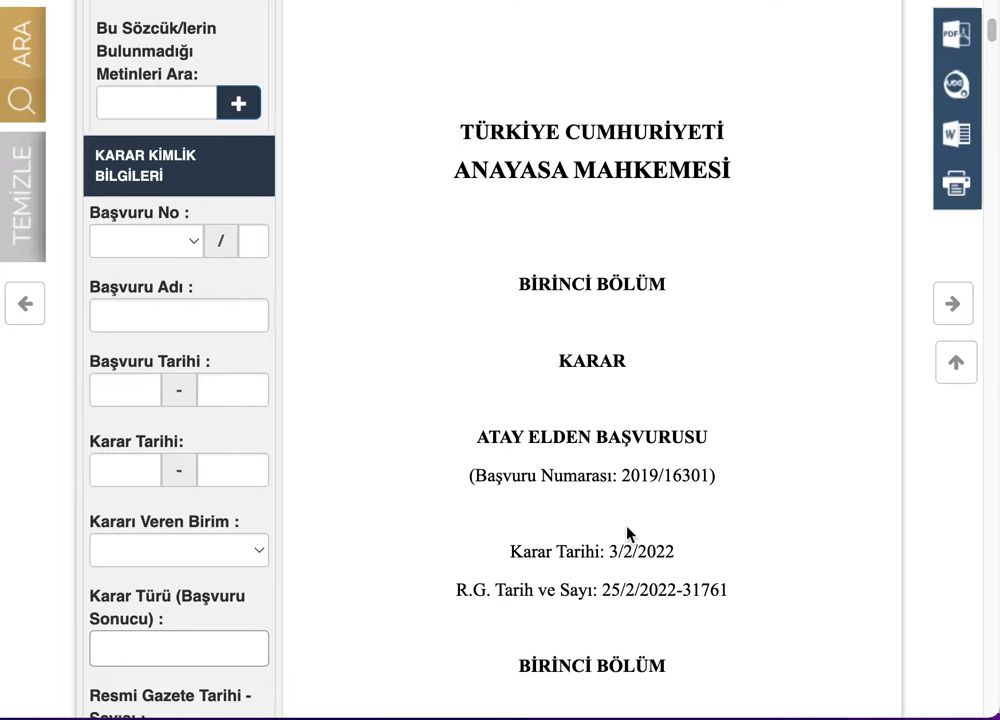 ARA
TEMİZLE
Bu Sözcük/lerin
Bulunmadığı
Metinleri Ara:
+
KARAR KİMLİK
BİLGİLERİ
Başvuru No :
/
Başvuru Adı :
Başvuru Tarihi :
-
Karar Tarihi:
-
Kararı Veren Birim :
Karar Türü (Başvuru
Sonucu) :
Resmi Gazete Tarihi -
Sayısı :
TÜRKİYE CUMHURİYETİ
ANAYASA MAHKEMESİ
BİRİNCİ BÖLÜM
KARAR
ATAY ELDEN BAŞVURUSU
(Başvuru Numarası: 2019/16301)
Karar Tarihi: 3/2/2022
R.G. Tarih ve Sayı: 25/2/2022-31761
BİRİNCİ BÖLÜM
PDF
UDF
W